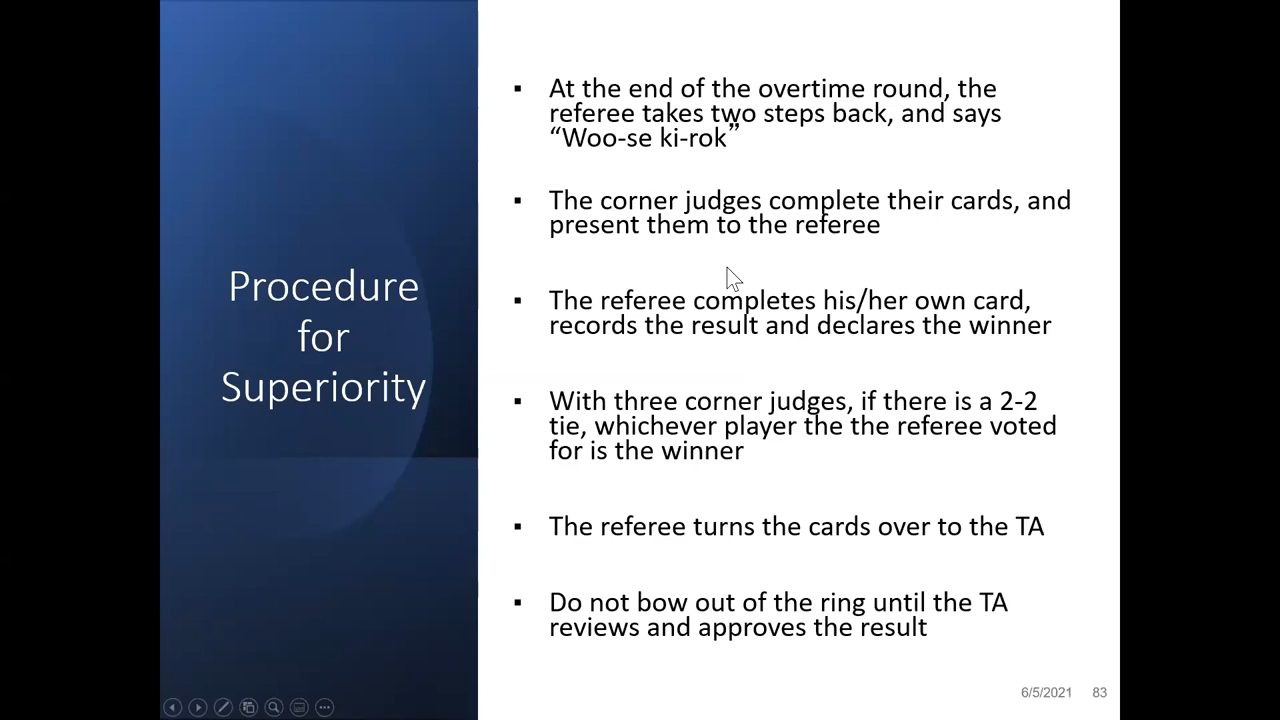 Procedure
for
Superiority
▪ At the end of the overtime round, the
referee takes two steps back, and says
“Woo-se ki-rok”
▪ The corner judges complete their cards, and
present them to the referee
▪ The referee completes his/her own card,
records the result and declares the winner
▪ With three corner judges, if there is a 2-2
tie, whichever player the the referee voted
for is the winner
▪ The referee turns the cards over to the TA
▪ Do not bow out of the ring until the TA
reviews and approves the result
6/5/2021 83